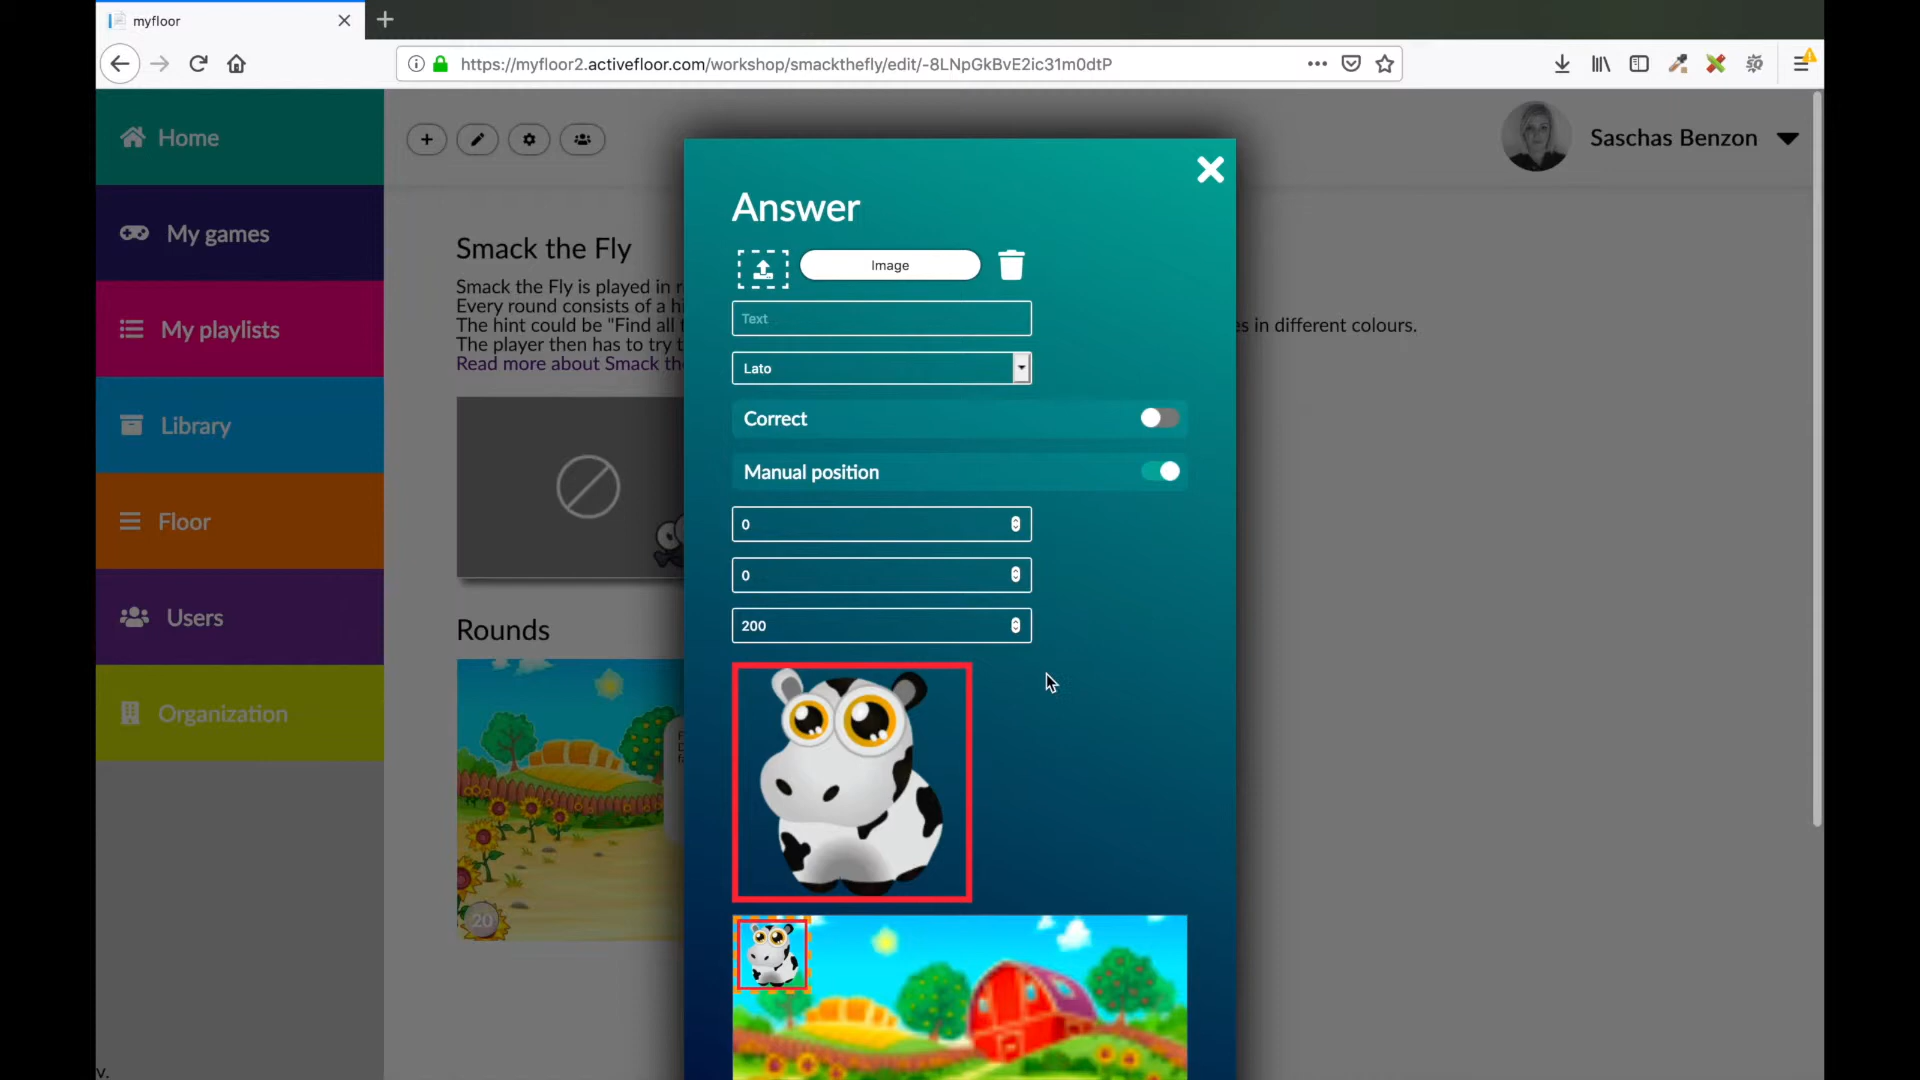 myfloor
https://myfloor2.activefloor.com/workshop/smackthefly/edit/-8LNpGkBvE2ic31m0dtP
Home
My games
My playlists
Library
Floor
Users
Organization
Saschas Benzon
Smack the Fly
Smack the Fly is played in
Every round consists of a
The hint could be "Find all
es in different colours.
The player then has to try
Read more about Smack
Rounds
20
Answer
Image
Text
Lato
Correct
Manual position
0
0
200
v.